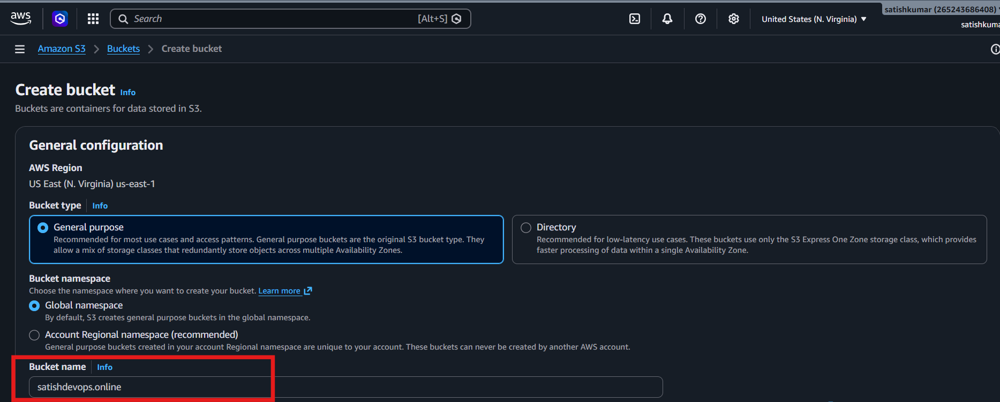 aws
Search
[Alt+S]
United States (N. Virginia)
satishkumar (265243686408)
Amazon S3
Buckets
Create bucket
Create bucket Info
Buckets are containers for data stored in S3.
General configuration
AWS Region
US East (N. Virginia) us-east-1
Bucket type Info
General purpose
Recommended for most use cases and access patterns. General purpose buckets are the original S3 bucket type. They
allow a mix of storage classes that redundantly store objects across multiple Availability Zones.
Directory
Recommended for low-latency use cases. These buckets use only the S3 Express One Zone storage class, which provides
faster processing of data within a single Availability Zone.
Bucket namespace
Choose the namespace where you want to create your bucket. Learn more
Global namespace
By default, S3 creates general purpose buckets in the global namespace.
Account Regional namespace (recommended)
General purpose buckets created in your account Regional namespace are unique to your account. These buckets can never be created by another AWS account.
Bucket name Info
satishdevops.online